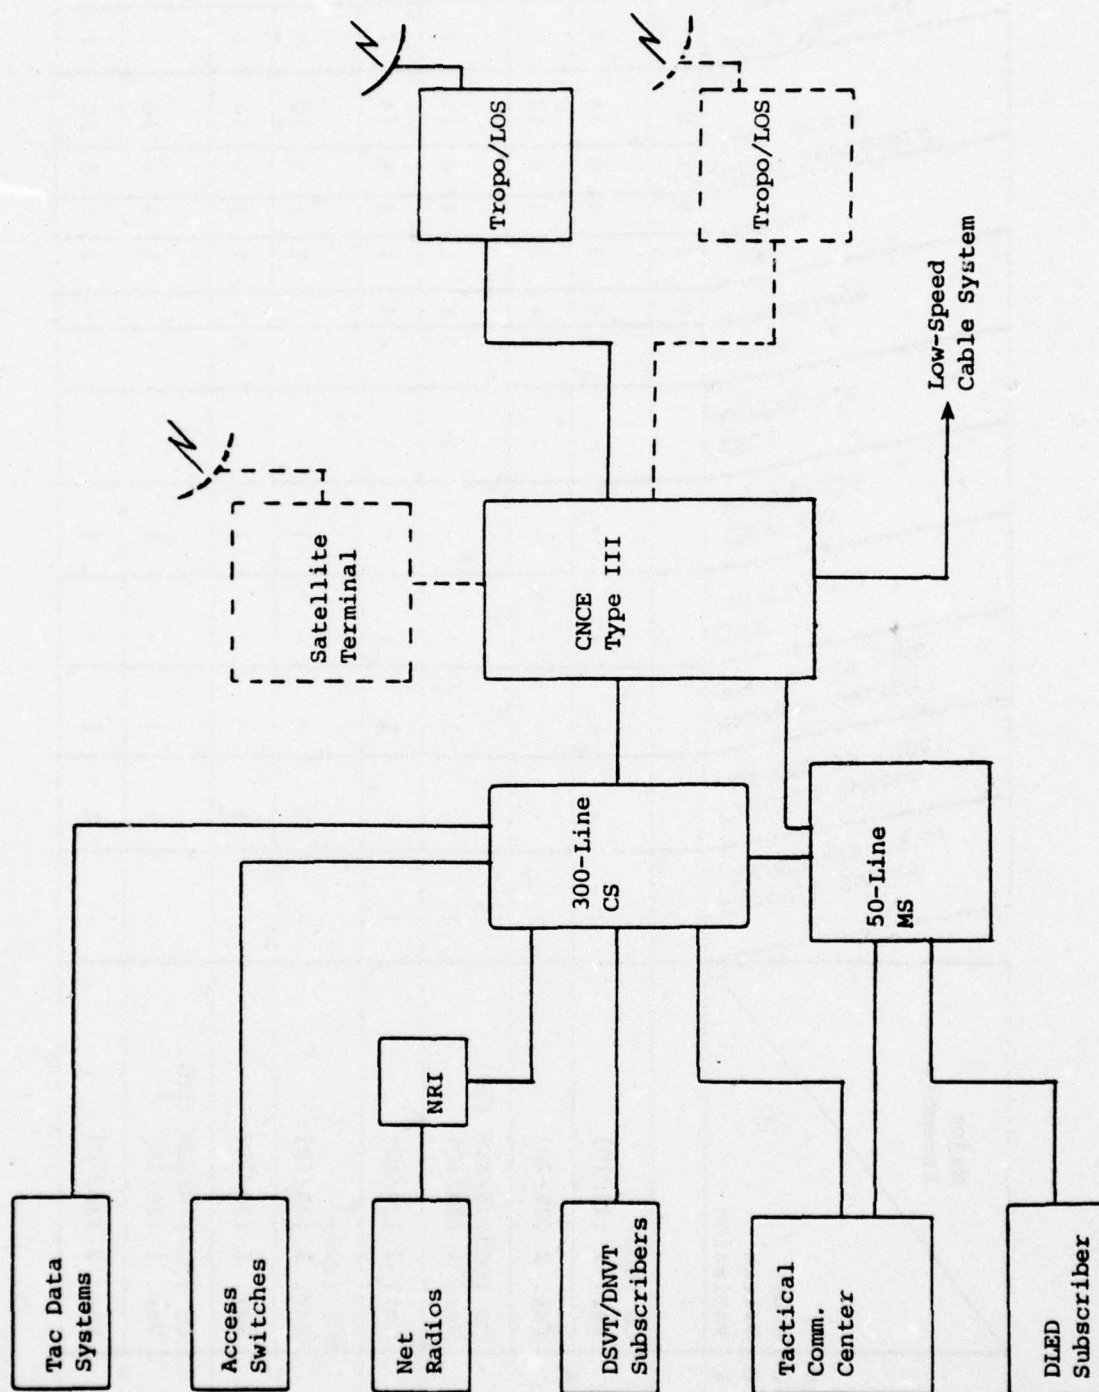 Tac Data
Systems
Access
Switches
Net
Radios
NRI
DSVT/DNVT
Subscribers
Tactical
Comm.
Center
DLED
Subscriber
300-Line
CS
50-Line
MS
Satellite
Terminal
CNCE
Type III
Tropo/LOS
Tropo/LOS
Low-Speed
Cable System